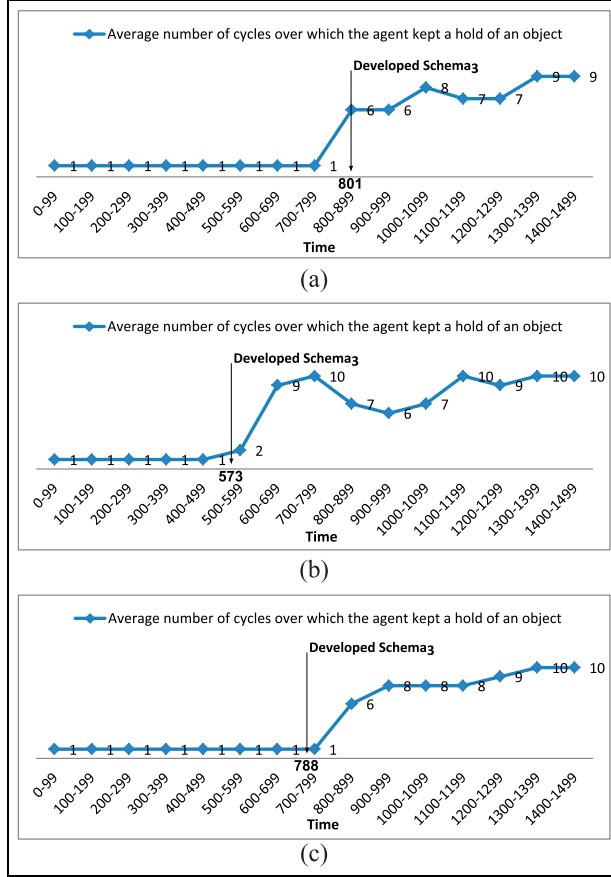 Average number of cycles over which the agent kept a hold of an object
Developed Schema3
1 1 1 1 1 1 1 1 6 6 8 7 7 9 9
801
0-99 100-199 200-299 300-399 400-499 500-599 600-699 700-799 800-899 900-999 1000-1099 1100-1199 1200-1299 1300-1399 1400-1499
Time
(a)
Average number of cycles over which the agent kept a hold of an object
Developed Schema3
1 1 1 1 1 2 9 10 7 6 7 10 9 10 10
573
0-99 100-199 200-299 300-399 400-499 500-599 600-699 700-799 800-899 900-999 1000-1099 1100-1199 1200-1299 1300-1399 1400-1499
Time
(b)
Average number of cycles over which the agent kept a hold of an object
Developed Schema3
1 1 1 1 1 1 1 1 6 8 8 8 9 10 10
788
0-99 100-199 200-299 300-399 400-499 500-599 600-699 700-799 800-899 900-999 1000-1099 1100-1199 1200-1299 1300-1399 1400-1499
Time
(c)